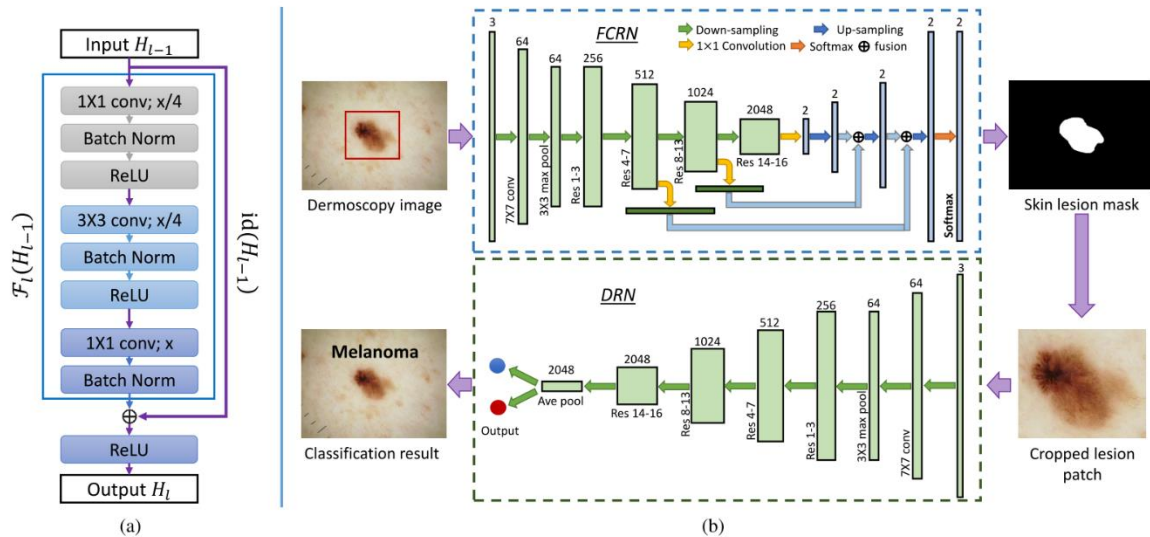 Input H_{l-1}
1X1 conv; x/4
Batch Norm
ReLU
3X3 conv; x/4
Batch Norm
ReLU
1X1 conv; x
Batch Norm
⊕
ReLU
Output H_l
ℱ_l(H_{l-1})
id(H_{l-1})
(a)
FCRN
Down-sampling
Up-sampling
1×1 Convolution
Softmax
⊕ fusion
3
64
64
256
512
1024
2048
2
2
2
2
2
7X7 conv
3X3 max pool
Res 1-3
Res 4-7
Res 8-13
Res 14-16
⊕
⊕
Softmax
Dermoscopy image
Skin lesion mask
DRN
2048
2048
1024
512
256
64
64
3
Ave pool
Res 14-16
Res 8-13
Res 4-7
Res 1-3
3X3 max pool
7X7 conv
Output
Melanoma
Classification result
Cropped lesion
patch
(b)